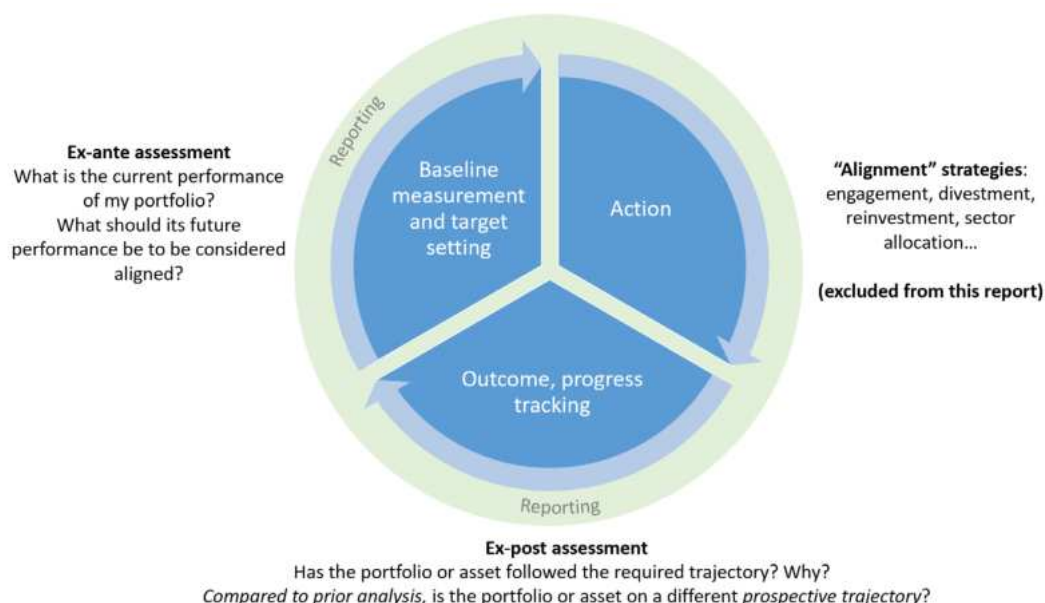 Reporting
Ex-ante assessment
What is the current performance
of my portfolio?
What should its future
performance be to be considered
aligned?
Baseline
measurement
and target
setting
Action
“Alignment” strategies:
engagement, divestment,
reinvestment, sector
allocation…
(excluded from this report)
Outcome, progress
tracking
Reporting
Ex-post assessment
Has the portfolio or asset followed the required trajectory? Why?
Compared to prior analysis, is the portfolio or asset on a different prospective trajectory?